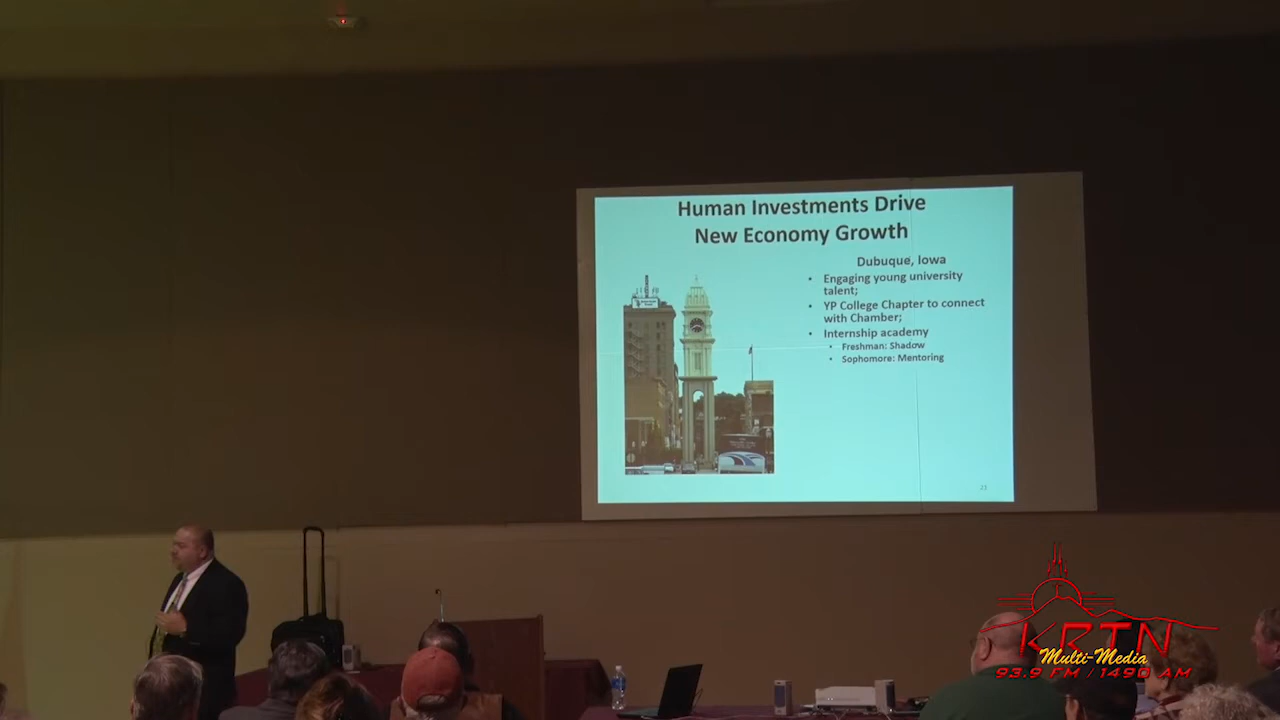 Human Investments Drive
New Economy Growth
Dubuque, Iowa
• Engaging young university
talent;
• YP College Chapter to connect
with Chamber;
• Internship academy
• Freshman: Shadow
• Sophomore: Mentoring
23
KRTN
Multi-Media
93.9 FM / 1490 AM